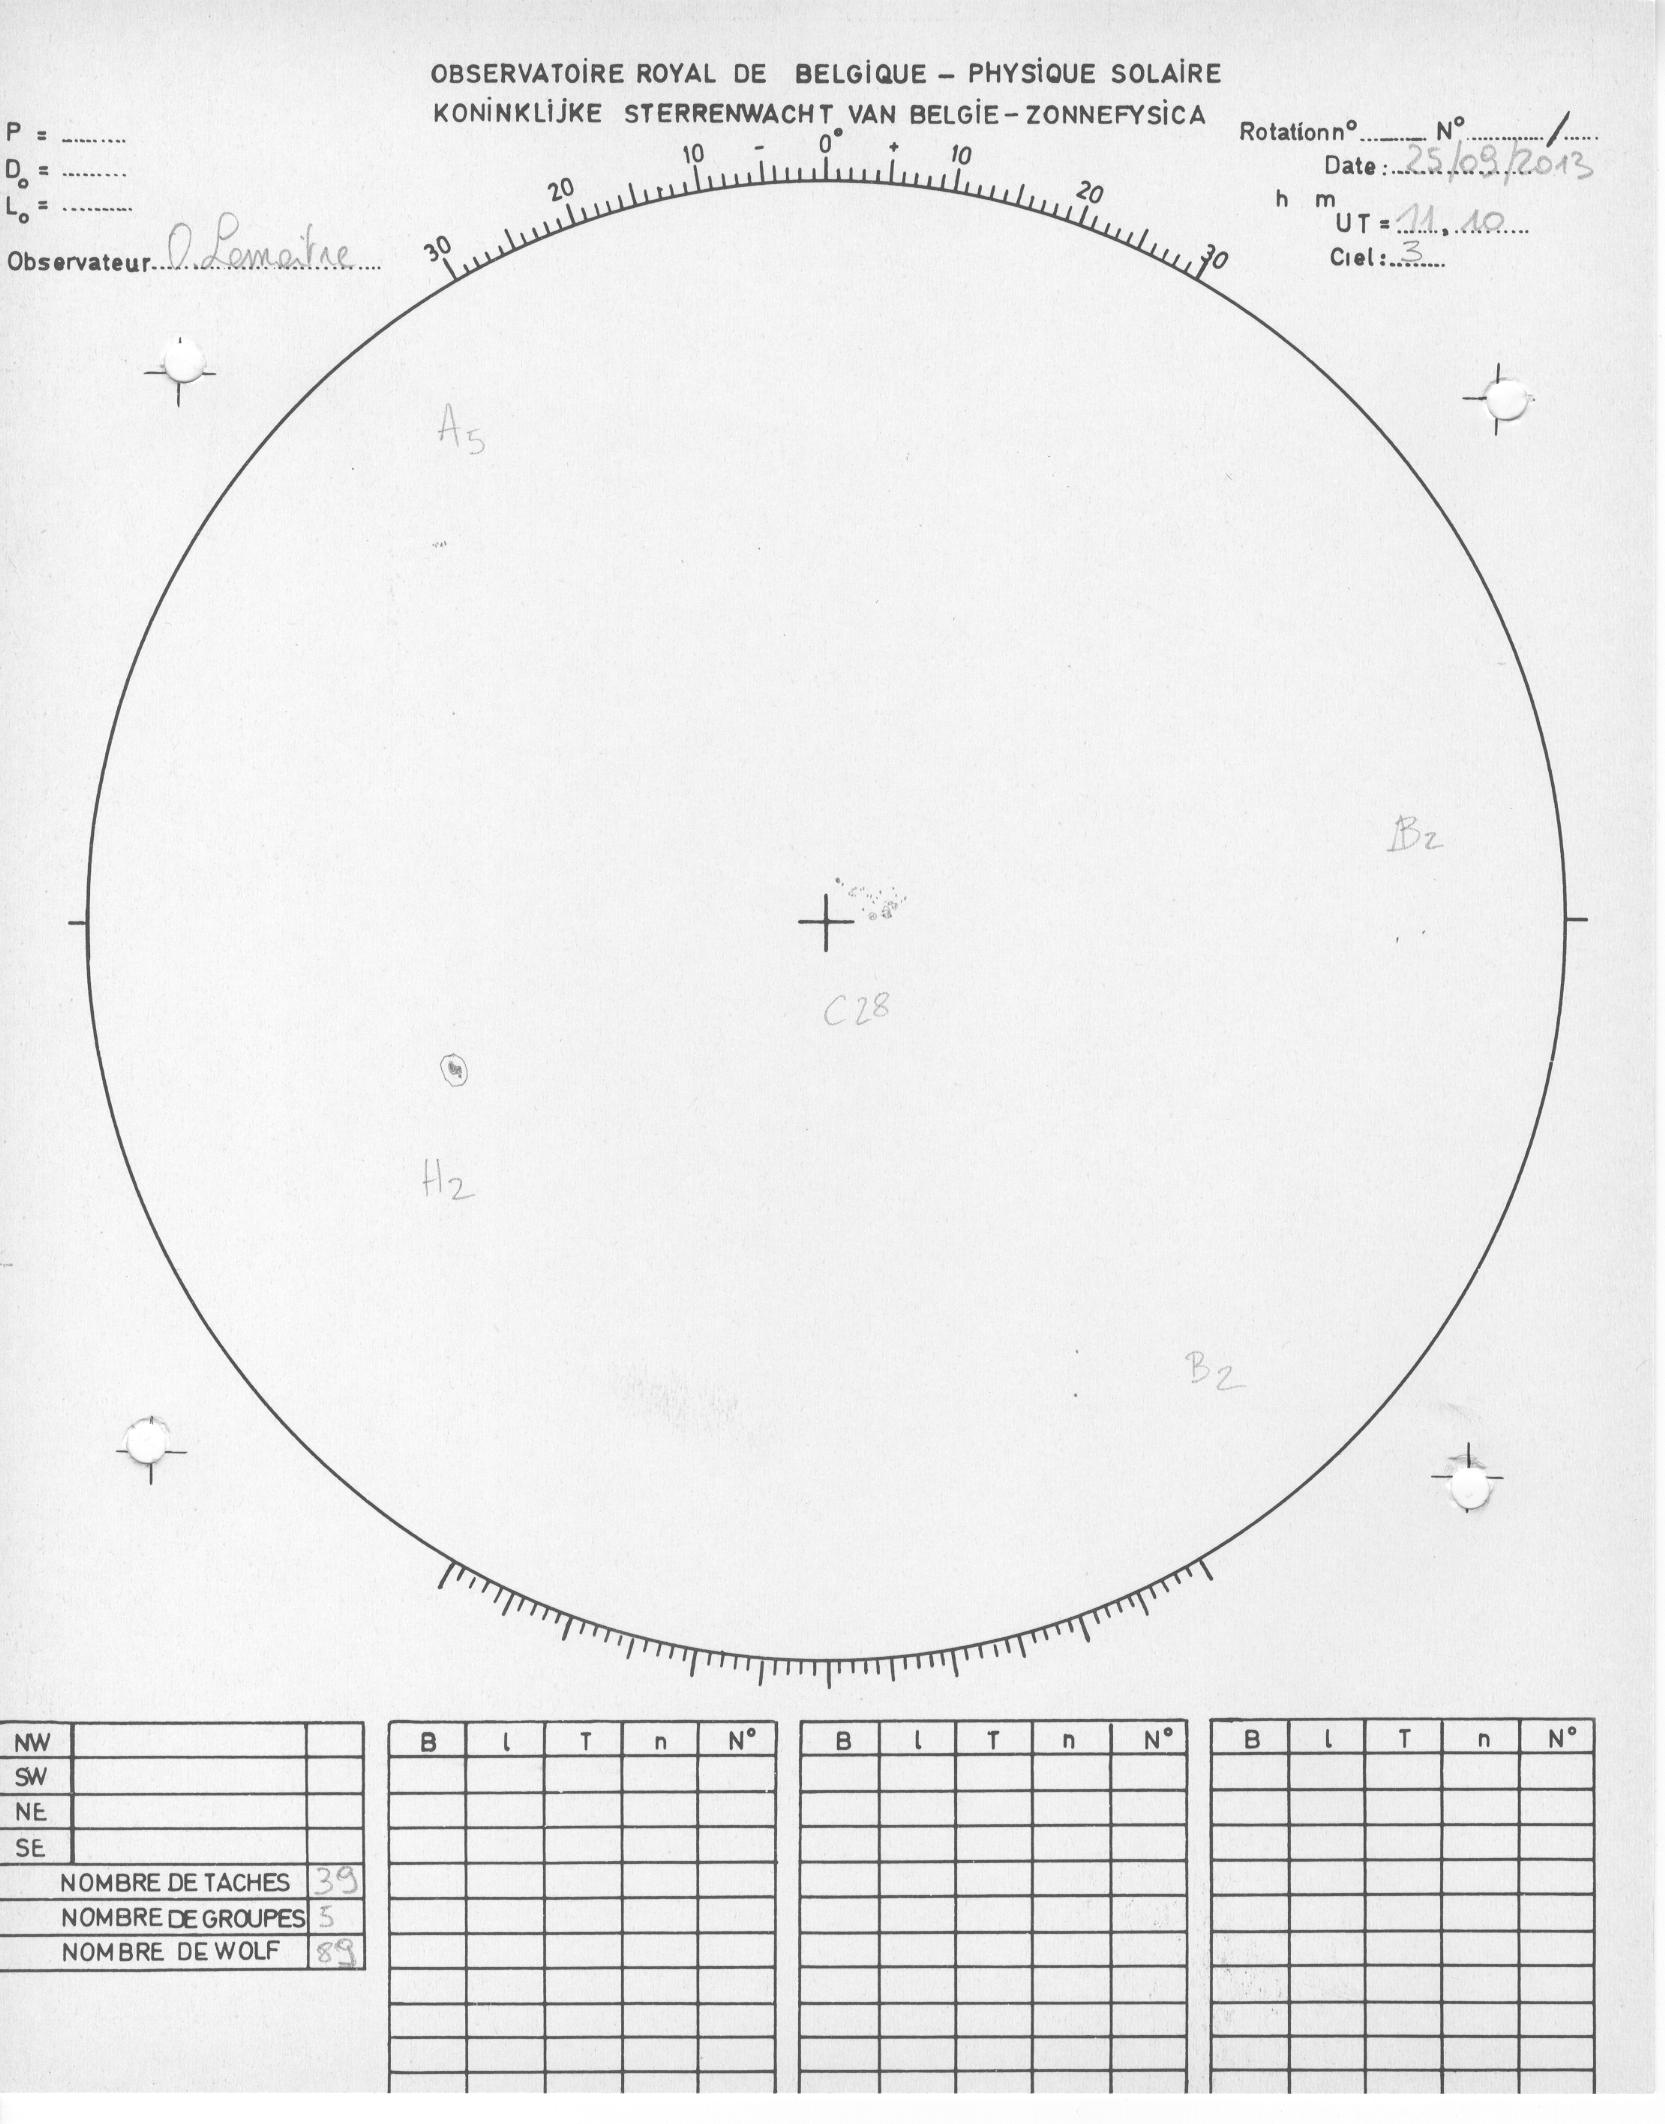 OBSERVATOIRE ROYAL DE BELGIQUE – PHYSIQUE SOLAIRE
KONINKLIJKE STERRENWACHT VAN BELGIE – ZONNEFYSICA
P = ........
D₀ = ........
L₀ = ........
Observateur O. Lemaitre
Rotation n° ........ N° ........ / ......
Date : 25/09/2013
h m
UT = 11, 10
Ciel : 3
30 20 10 - 0° + 10 20 30
A5
B2
C28
H2
B2
NW
SW
NE
SE
NOMBRE DE TACHES 39
NOMBRE DE GROUPES 5
NOMBRE DE WOLF 89
B l T n N°
B l T n N°
B l T n N°